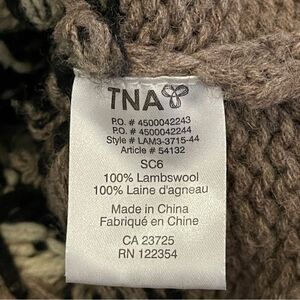 TNA
P.O. # 4500042243
P.O. # 4500042244
Style # LAM3-3715-44
Article # 54132
SC6
100% Lambswool
100% Laine d'agneau
Made in China
Fabriqué en Chine
CA 23725
RN 122354